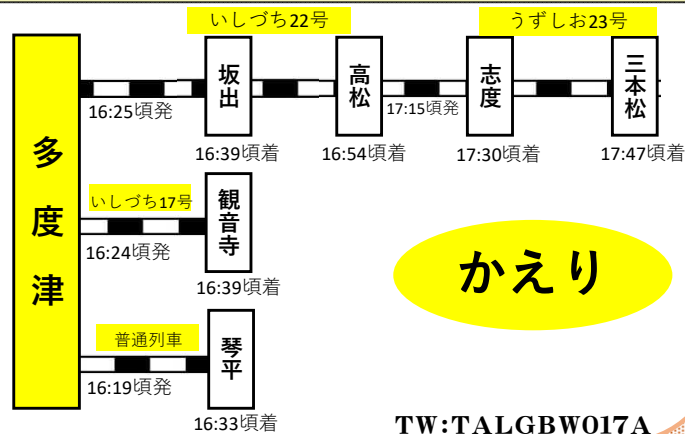 いしづち22号
うずしお23号
多度津
坂出
高松
志度
三本松
16:25頃発
17:15頃発
16:39頃着
16:54頃着
17:30頃着
17:47頃着
いしづち17号
観音寺
16:24頃発
16:39頃着
かえり
普通列車
琴平
16:19頃発
16:33頃着
TW:TALGBW017A